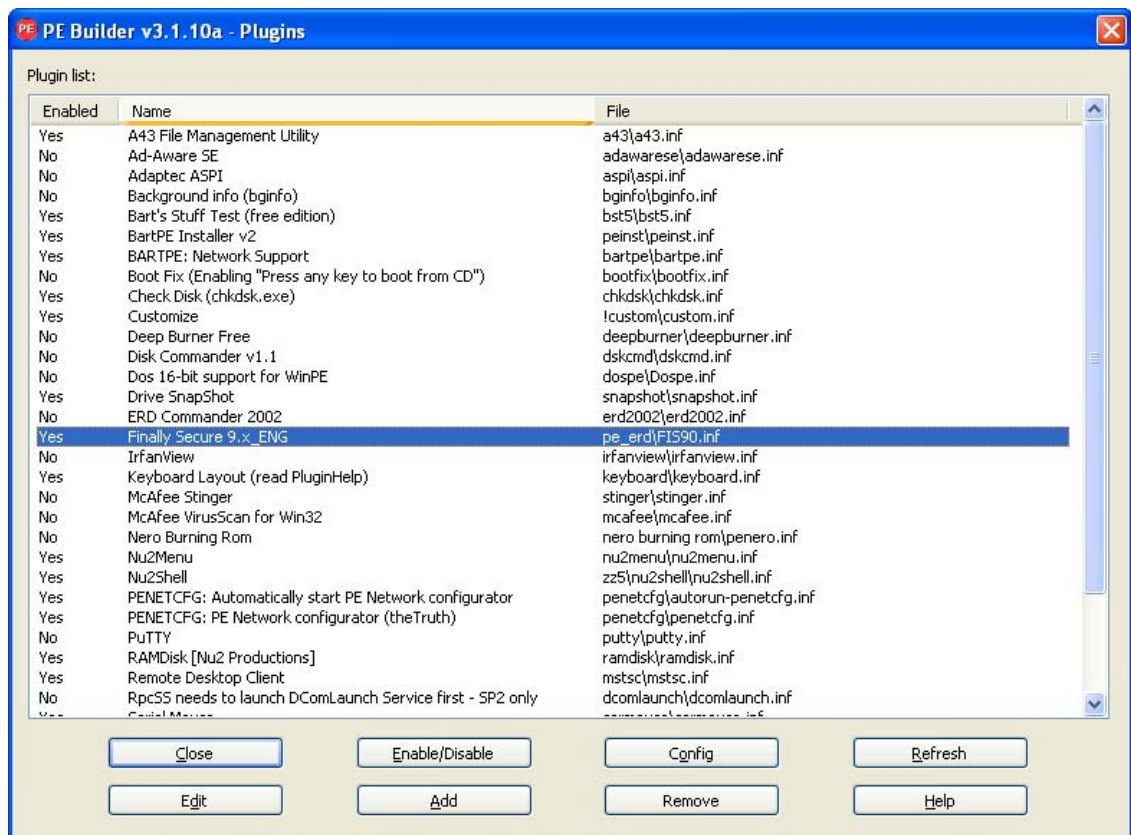 PE PE Builder v3.1.10a - Plugins
Plugin list:
Enabled Name File
Yes A43 File Management Utility a43\a43.inf
No Ad-Aware SE adawarese\adawarese.inf
No Adaptec ASPI aspi\aspi.inf
No Background info (bginfo) bginfo\bginfo.inf
Yes Bart's Stuff Test (free edition) bst5\bst5.inf
Yes BartPE Installer v2 peinst\peinst.inf
Yes BARTPE: Network Support bartpe\bartpe.inf
No Boot Fix (Enabling "Press any key to boot from CD") bootfix\bootfix.inf
Yes Check Disk (chkdsk.exe) chkdsk\chkdsk.inf
Yes Customize !custom\custom.inf
No Deep Burner Free deepburner\deepburner.inf
No Disk Commander v1.1 dskcmd\dskcmd.inf
No Dos 16-bit support for WinPE dospe\Dospe.inf
Yes Drive SnapShot snapshot\snapshot.inf
No ERD Commander 2002 erd2002\erd2002.inf
Yes Finally Secure 9.x_ENG pe_erd\FIS90.inf
No IrfanView irfanview\irfanview.inf
Yes Keyboard Layout (read PluginHelp) keyboard\keyboard.inf
No McAfee Stinger stinger\stinger.inf
No McAfee VirusScan for Win32 mcafee\mcafee.inf
No Nero Burning Rom nero burning rom\penero.inf
Yes Nu2Menu nu2menu\nu2menu.inf
Yes Nu2Shell zz5\nu2shell\nu2shell.inf
Yes PENETCFG: Automatically start PE Network configurator penetcfg\autorun-penetcfg.inf
Yes PENETCFG: PE Network configurator (theTruth) penetcfg\penetcfg.inf
No PuTTY putty\putty.inf
Yes RAMDisk [Nu2 Productions] ramdisk\ramdisk.inf
Yes Remote Desktop Client mstsc\mstsc.inf
No RpcSS needs to launch DComLaunch Service first - SP2 only dcomlaunch\dcomlaunch.inf
Close Enable/Disable Config Refresh
Edit Add Remove Help